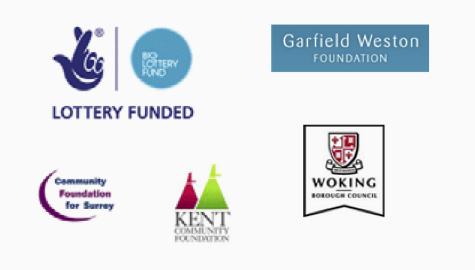 BIG
LOTTERY
FUND
LOTTERY FUNDED
Garfield Weston
FOUNDATION
Community
Foundation
for Surrey
KENT
COMMUNITY
FOUNDATION
WOKING
BOROUGH COUNCIL